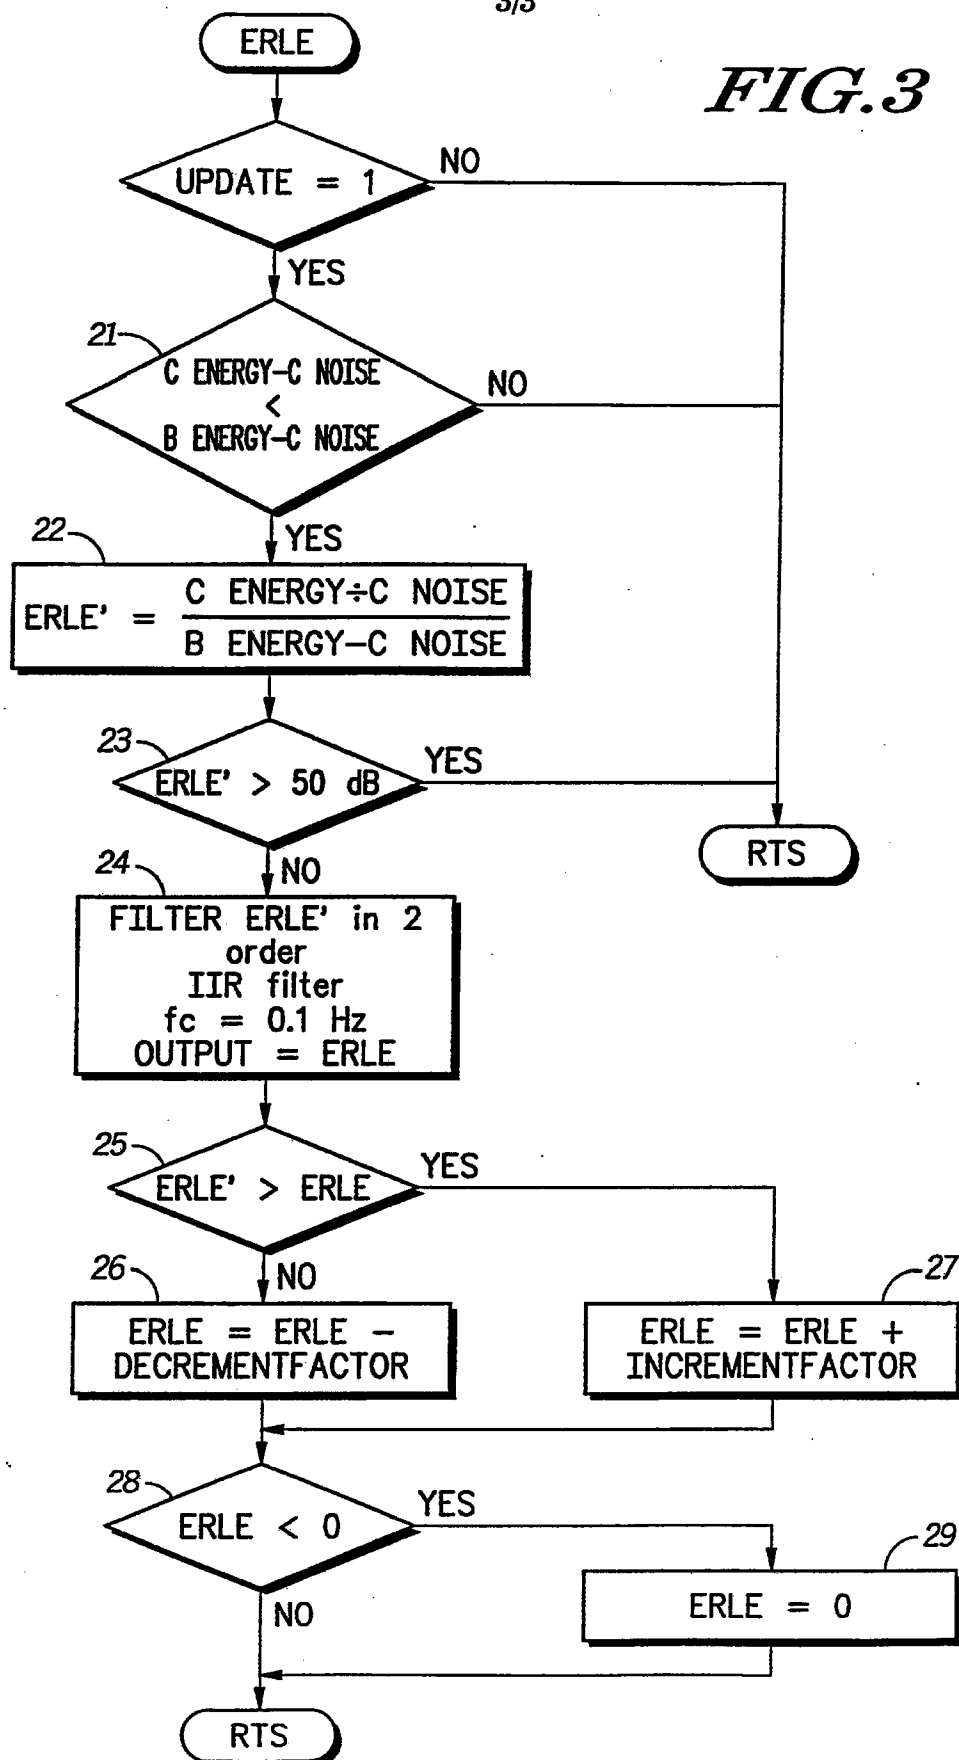 3/3
ERLE
FIG.3
UPDATE = 1
NO
YES
21
C ENERGY-C NOISE
<
B ENERGY-C NOISE
NO
YES
22
ERLE' =
C ENERGY÷C NOISE
B ENERGY-C NOISE
23
ERLE' > 50 dB
YES
RTS
NO
24
FILTER ERLE' in 2
order
IIR filter
fc = 0.1 Hz
OUTPUT = ERLE
25
ERLE' > ERLE
YES
26
NO
27
ERLE = ERLE -
DECREMENTFACTOR
ERLE = ERLE +
INCREMENTFACTOR
28
ERLE < 0
YES
29
ERLE = 0
NO
RTS